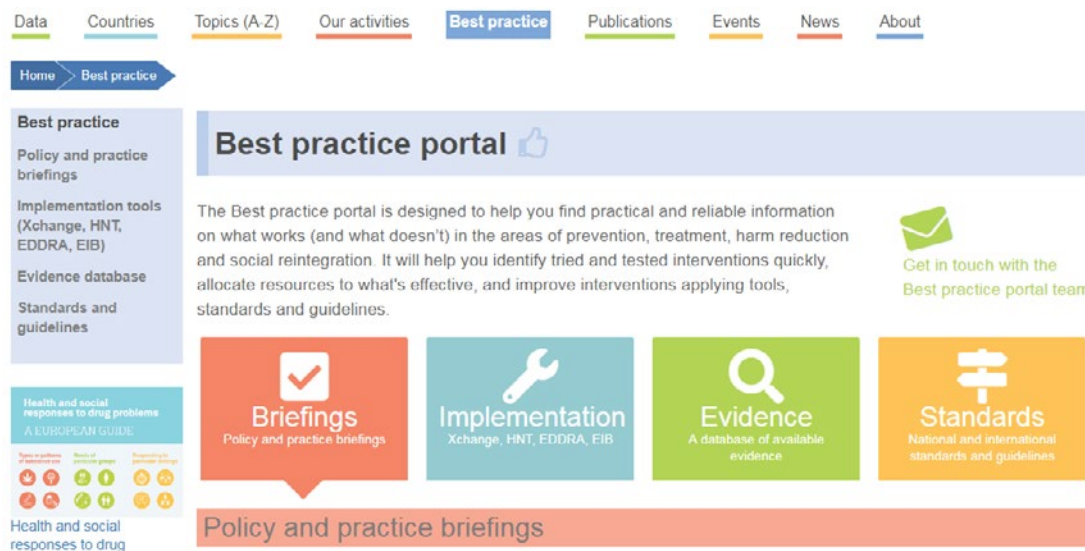 Data Countries Topics (A-Z) Our activities Best practice Publications Events News About
Home Best practice
Best practice
Policy and practice
briefings
Implementation tools
(Xchange, HNT,
EDDRA, EIB)
Evidence database
Standards and
guidelines
Health and social
responses to drug problems
A EUROPEAN GUIDE
Health and social
responses to drug
Best practice portal
The Best practice portal is designed to help you find practical and reliable information
on what works (and what doesn't) in the areas of prevention, treatment, harm reduction
and social reintegration. It will help you identify tried and tested interventions quickly,
allocate resources to what's effective, and improve interventions applying tools,
standards and guidelines.
Get in touch with the
Best practice portal team
Briefings
Policy and practice briefings
Implementation
Xchange, HNT, EDDRA, EIB
Evidence
A database of available
evidence
Standards
National and international
standards and guidelines
Policy and practice briefings